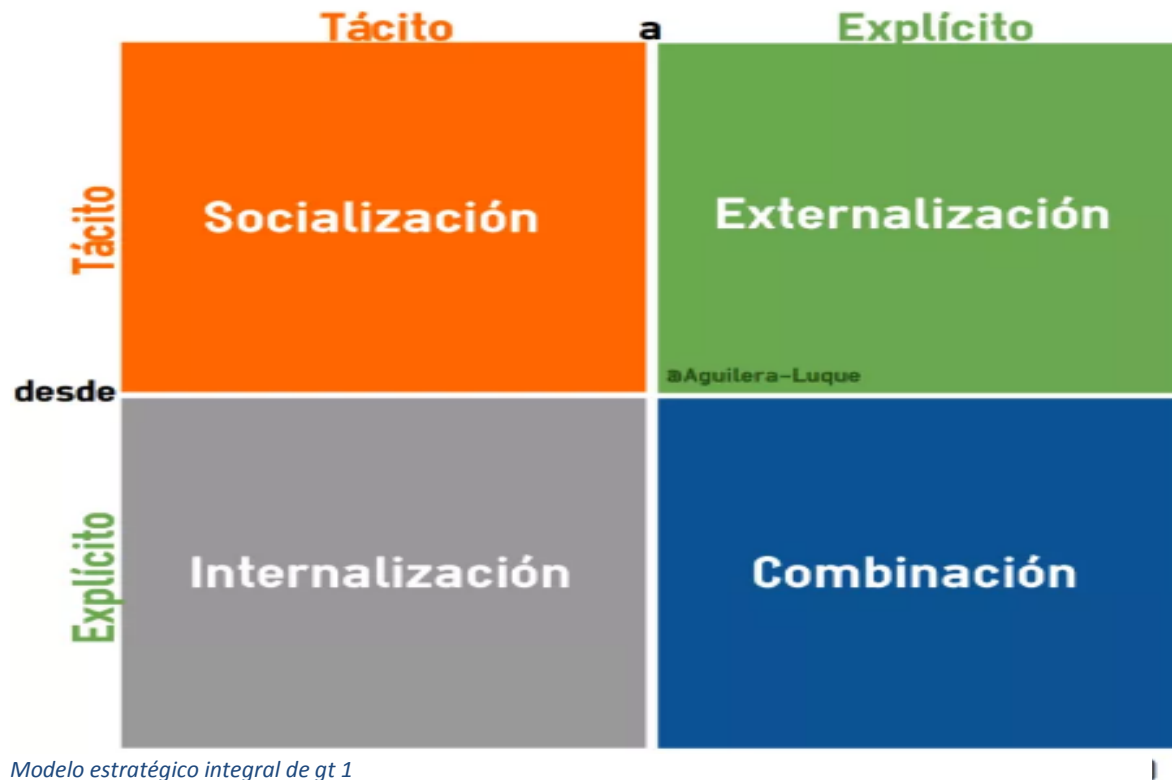 Tácito a Explícito
Tácito
Socialización
Externalización
@Aguilera-Luque
desde
Explícito
Internalización
Combinación
Modelo estratégico integral de gt 1